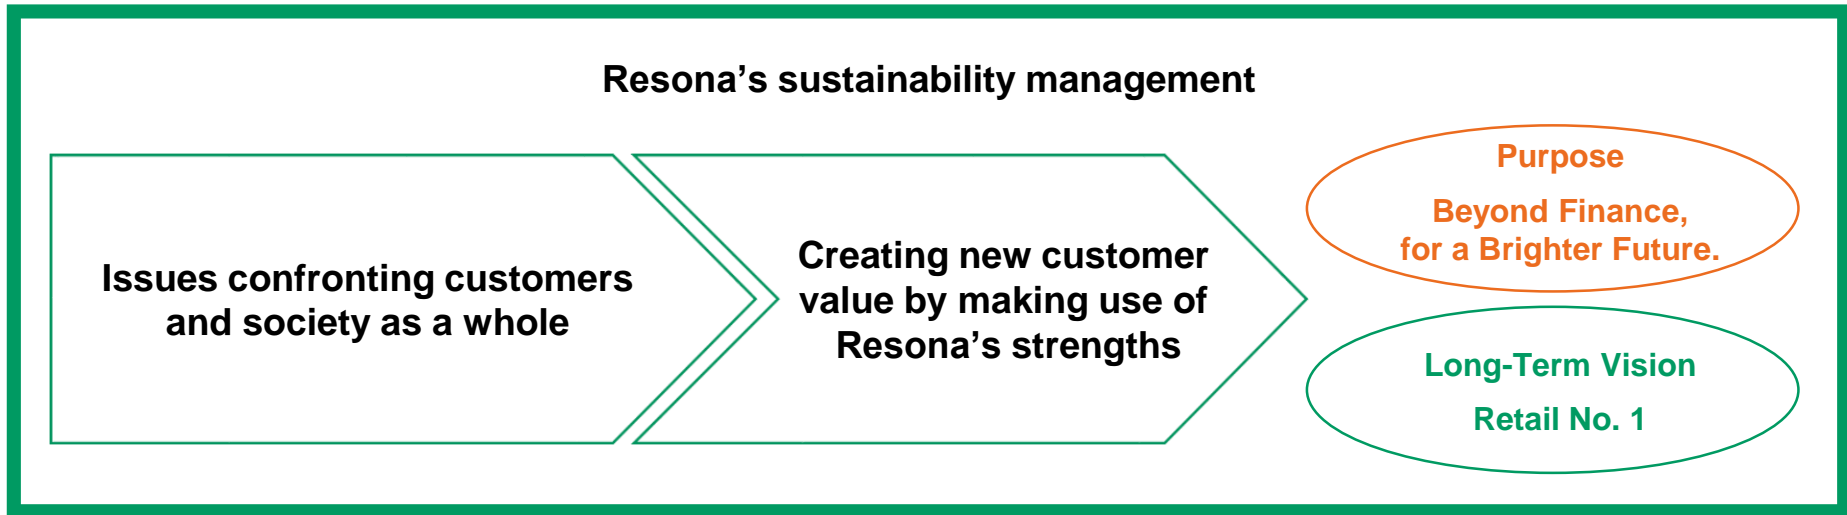 Resona’s sustainability management
Issues confronting customers
and society as a whole
Creating new customer
value by making use of
Resona’s strengths
Purpose
Beyond Finance,
for a Brighter Future.
Long-Term Vision
Retail No. 1